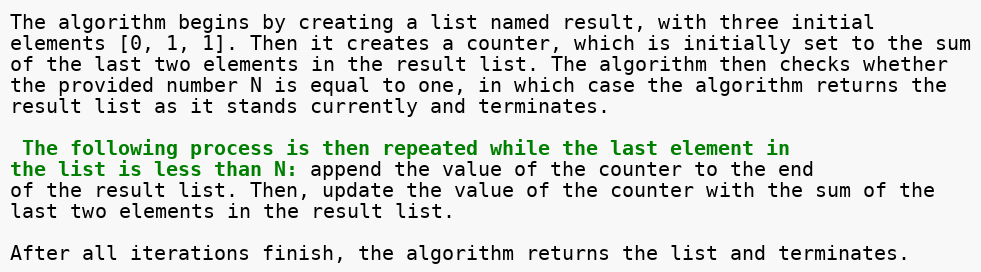 The algorithm begins by creating a list named result, with three initial
elements [0, 1, 1]. Then it creates a counter, which is initially set to the sum
of the last two elements in the result list. The algorithm then checks whether
the provided number N is equal to one, in which case the algorithm returns the
result list as it stands currently and terminates.
The following process is then repeated while the last element in
the list is less than N: append the value of the counter to the end
of the result list. Then, update the value of the counter with the sum of the
last two elements in the result list.
After all iterations finish, the algorithm returns the list and terminates.